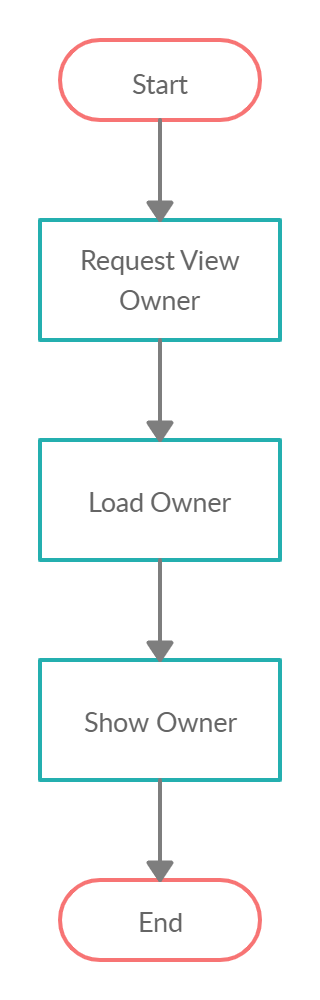 Start
Request View
Owner
Load Owner
Show Owner
End